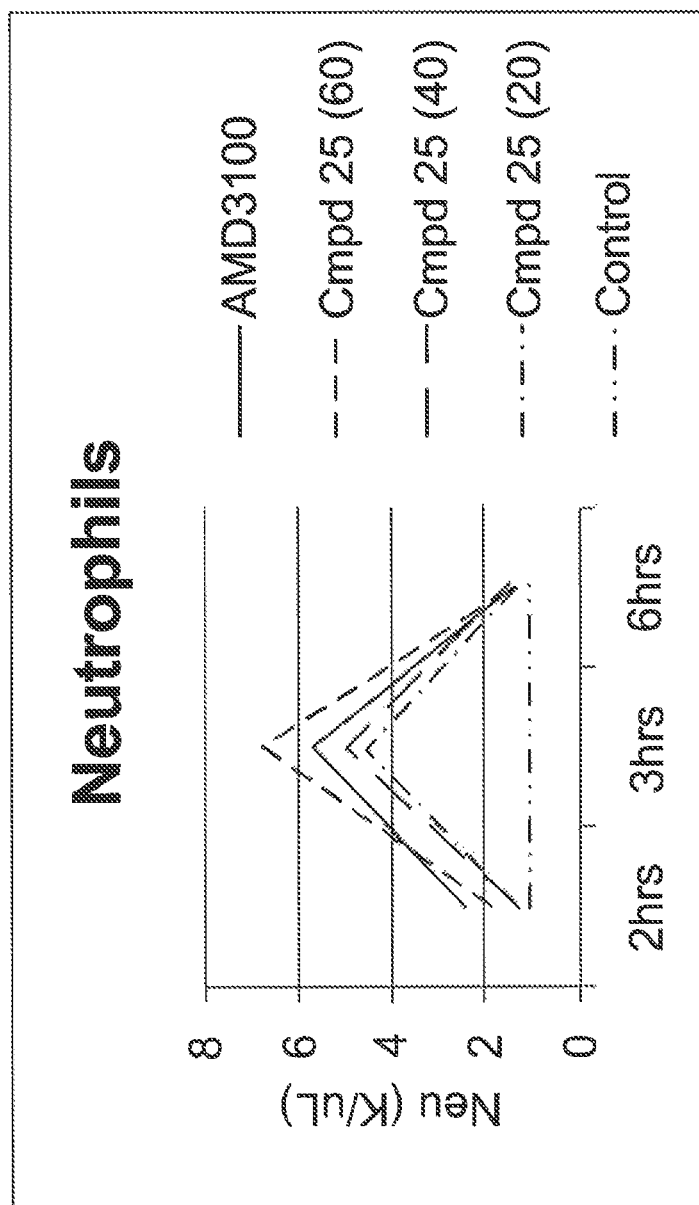 Neutrophils
Neu (K/uL)
8
6
4
2
0
2hrs
3hrs
6hrs
AMD3100
Cmpd 25 (60)
Cmpd 25 (40)
Cmpd 25 (20)
Control